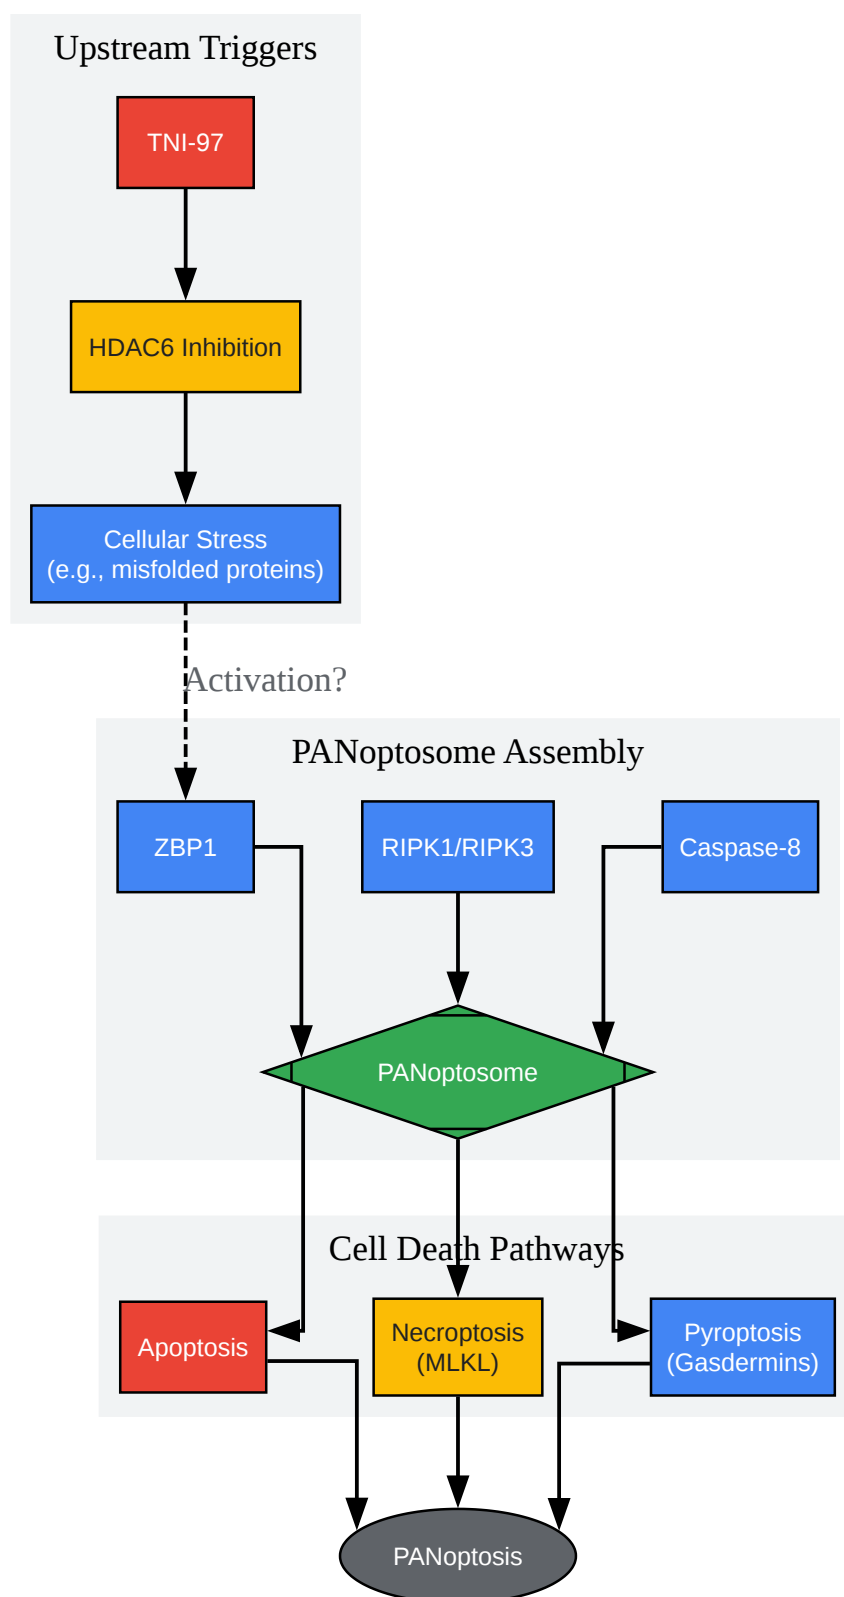 Upstream Triggers
TNI-97
HDAC6 Inhibition
Cellular Stress
(e.g., misfolded proteins)
Activation?
PANoptosome Assembly
ZBP1
RIPK1/RIPK3
Caspase-8
PANoptosome
Cell Death Pathways
Apoptosis
Necroptosis
(MLKL)
Pyroptosis
(Gasdermins)
PANoptosis